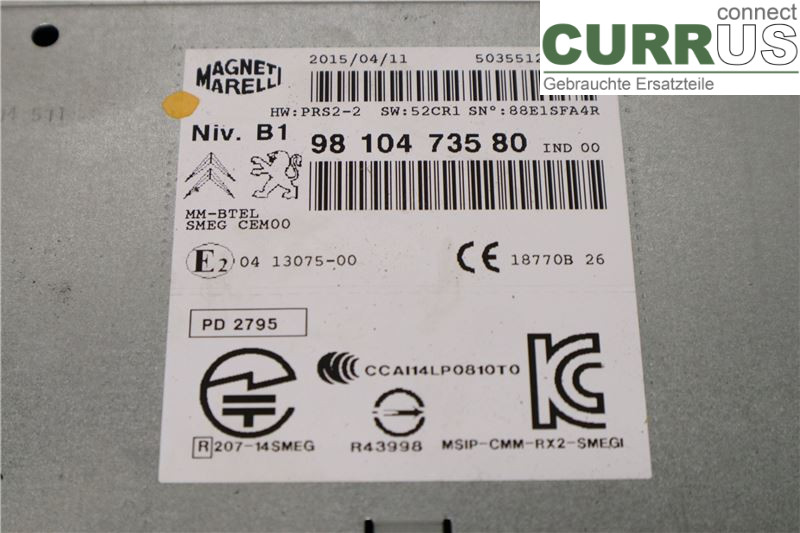 connect
CURRUS
Gebrauchte Ersatzteile
MAGNETI
MARELLI
2015/04/11 5035512
HW:PRS2-2 SW:52CR1 SN°:88E1SFA4R
Niv. B1
98 104 735 80 IND 00
MM-BTEL
SMEG CEM00
E2 04 13075-00
CE 18770B 26
PD 2795
CCAI14LP0810T0
R 207-14SMEG
R43998
MSIP-CMM-RX2-SMEGI